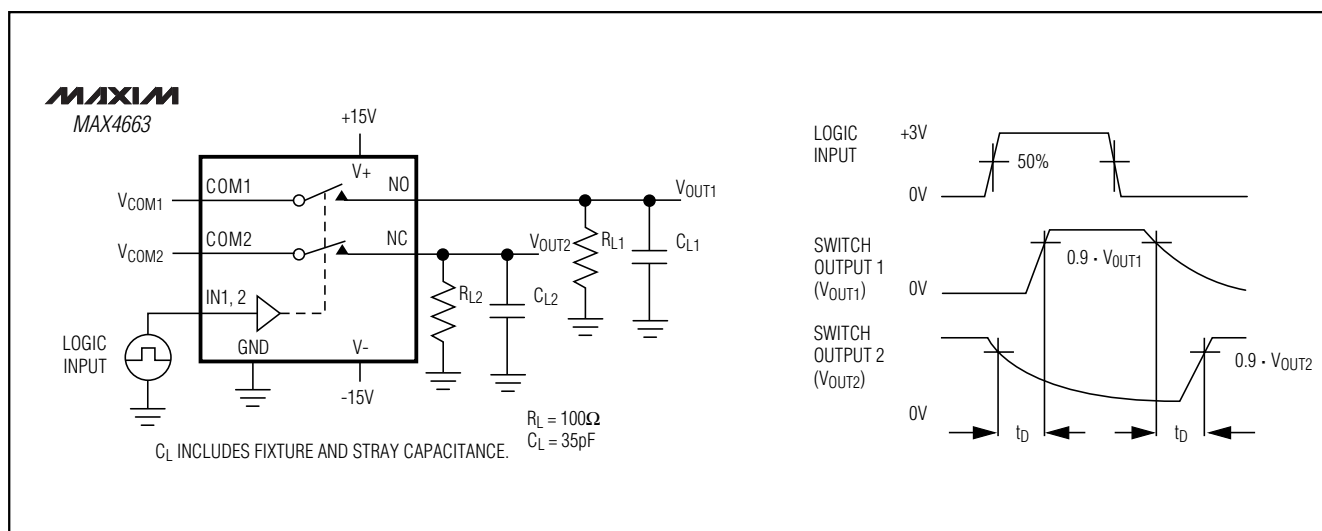 MAXIM
MAX4663
+15V
V+
COM1
NO
VCOM1
VOUT1
COM2
NC
VCOM2
VOUT2
RL1
CL1
RL2
CL2
IN1, 2
LOGIC
INPUT
GND
V-
-15V
RL = 100Ω
CL = 35pF
CL INCLUDES FIXTURE AND STRAY CAPACITANCE.
LOGIC
INPUT
+3V
50%
0V
SWITCH
OUTPUT 1
(VOUT1)
0.9 · VOUT1
0V
SWITCH
OUTPUT 2
(VOUT2)
0.9 · VOUT2
0V
tD
tD